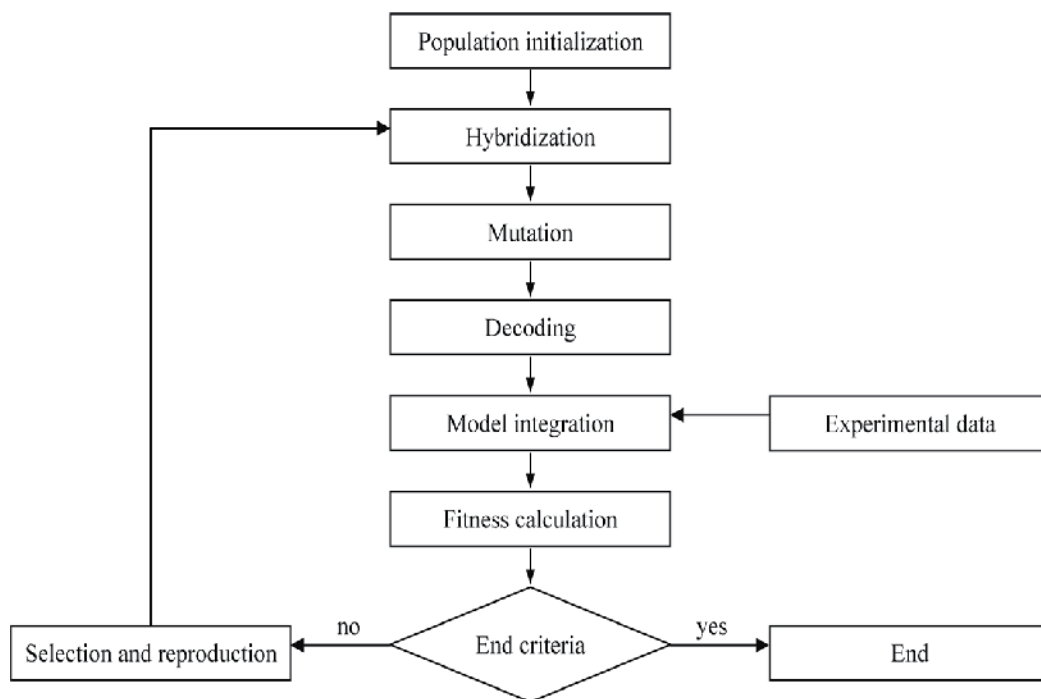 Population initialization
Hybridization
Mutation
Decoding
Model integration
Experimental data
Fitness calculation
no
End criteria
yes
Selection and reproduction
End